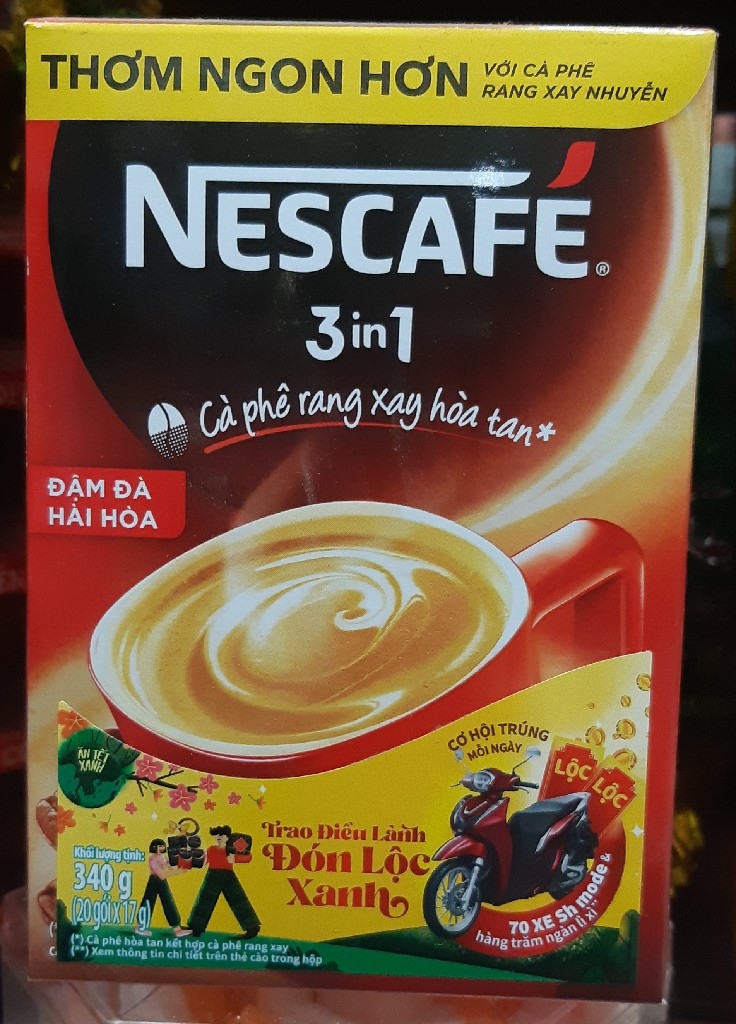 THƠM NGON HƠN
VỚI CÀ PHÊ
RANG XAY NHUYỄN
NESCAFÉ®
3in1
Cà phê rang xay hòa tan*
ĐẬM ĐÀ
HÀI HÒA
CƠ HỘI TRÚNG
MỖI NGÀY
LỘC
LỘC
ĂN TẾT
XANH
Trao Điều Lành
Đón Lộc
Xanh
Khối lượng tịnh:
340 g
(20 gói x 17 g)
70 XE Sh mode &
hàng trăm ngàn lì xì**
(*) Cà phê hòa tan kết hợp cà phê rang xay
(**) Xem thông tin chi tiết trên thẻ cào trong hộp